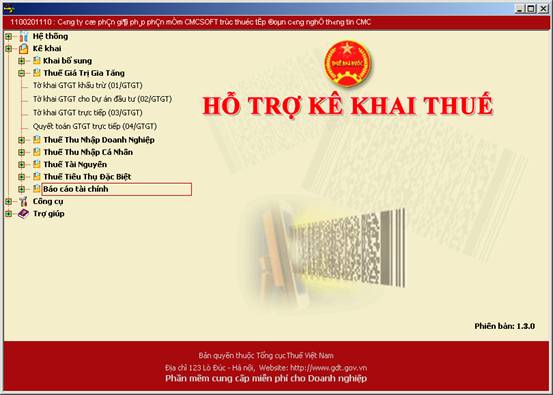 1100201110 : C«ng ty cæ phÇn gi¶i ph¸p phÇn mÒm CMCSOFT trùc thuéc tËp ®oµn c«ng nghÖ th«ng tin CMC
Hệ thống
Kê khai
Khai bổ sung
Thuế Giá Trị Gia Tăng
Tờ khai GTGT khấu trừ (01/GTGT)
Tờ khai GTGT cho Dự án đầu tư (02/GTGT)
Tờ khai GTGT trực tiếp (03/GTGT)
Quyết toán GTGT trực tiếp (04/GTGT)
Thuế Thu Nhập Doanh Nghiệp
Thuế Thu Nhập Cá Nhân
Thuế Tài Nguyên
Thuế Tiêu Thụ Đặc Biệt
Báo cáo tài chính
Công cụ
Trợ giúp
THUẾ NHÀ NƯỚC
HỖ TRỢ KÊ KHAI THUẾ
Phiên bản: 1.3.0
Bản quyền thuộc Tổng cục Thuế Việt Nam
Địa chỉ 123 Lò Đúc - Hà nội, Website: http://www.gdt.gov.vn
Phần mềm cung cấp miễn phí cho Doanh nghiệp